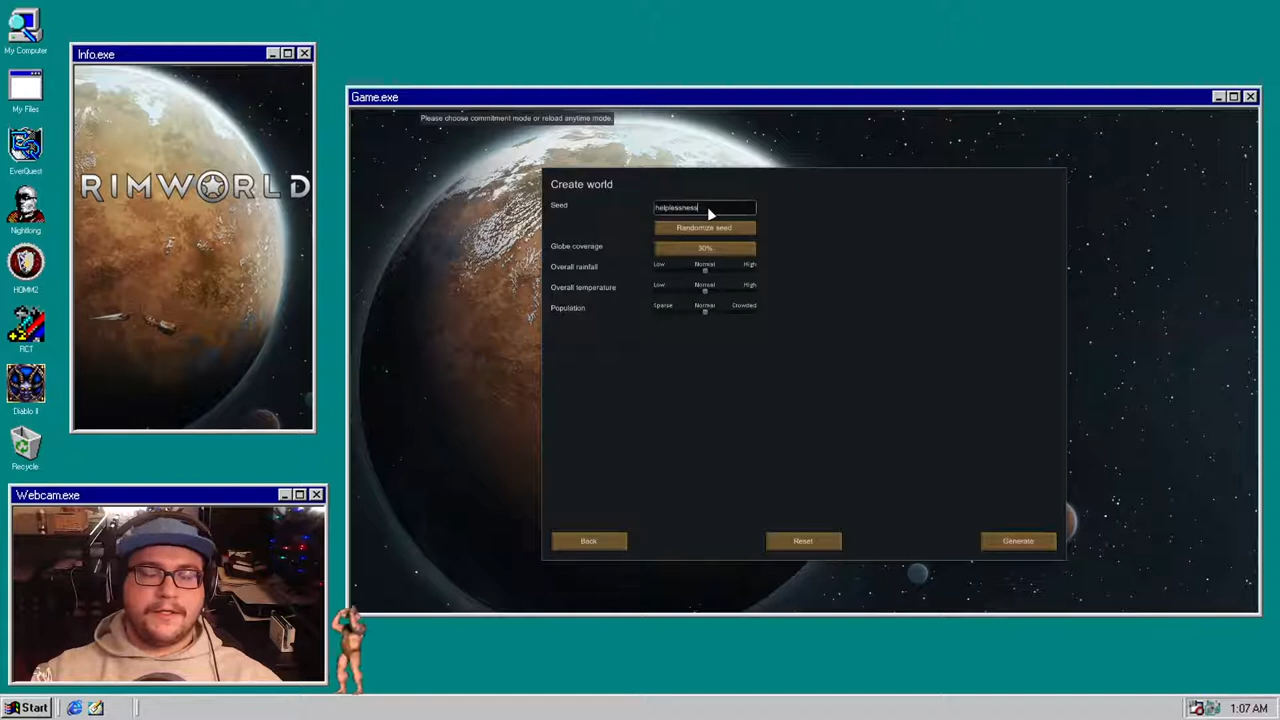 My Computer
My Files
EverQuest
Nightlong
HOMM2
RCT
Diablo II
Recycle
Info.exe
RIMWORLD
Game.exe
Please choose commitment mode or reload anytime mode.
Create world
Seed
helplessness
Randomize seed
Globe coverage
30%
Overall rainfall
Low Normal High
Overall temperature
Low Normal High
Population
Sparse Normal Crowded
Back
Reset
Generate
Webcam.exe
Start
1:07 AM